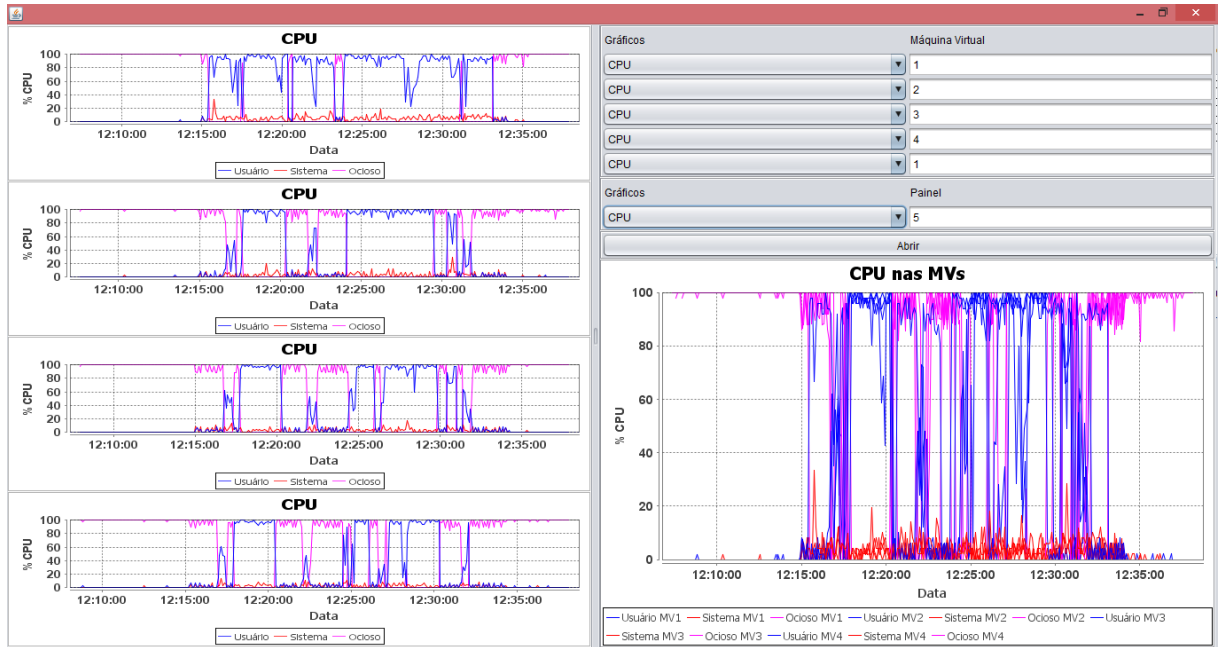 CPU
100
80
60
40
20
0
% CPU
12:10:00 12:15:00 12:20:00 12:25:00 12:30:00 12:35:00
Data
Usuário Sistema Ocioso
CPU
100
80
60
40
20
0
% CPU
12:10:00 12:15:00 12:20:00 12:25:00 12:30:00 12:35:00
Data
Usuário Sistema Ocioso
CPU
100
80
60
40
20
0
% CPU
12:10:00 12:15:00 12:20:00 12:25:00 12:30:00 12:35:00
Data
Usuário Sistema Ocioso
CPU
100
80
60
40
20
0
% CPU
12:10:00 12:15:00 12:20:00 12:25:00 12:30:00 12:35:00
Data
Usuário Sistema Ocioso
Gráficos Máquina Virtual
CPU 1
CPU 2
CPU 3
CPU 4
CPU 1
Gráficos Painel
CPU 5
Abrir
CPU nas MVs
100
80
60
40
20
0
% CPU
12:10:00 12:15:00 12:20:00 12:25:00 12:30:00 12:35:00
Data
Usuário MV1 Sistema MV1 Ocioso MV1 Usuário MV2 Sistema MV2 Ocioso MV2 Usuário MV3
Sistema MV3 Ocioso MV3 Usuário MV4 Sistema MV4 Ocioso MV4